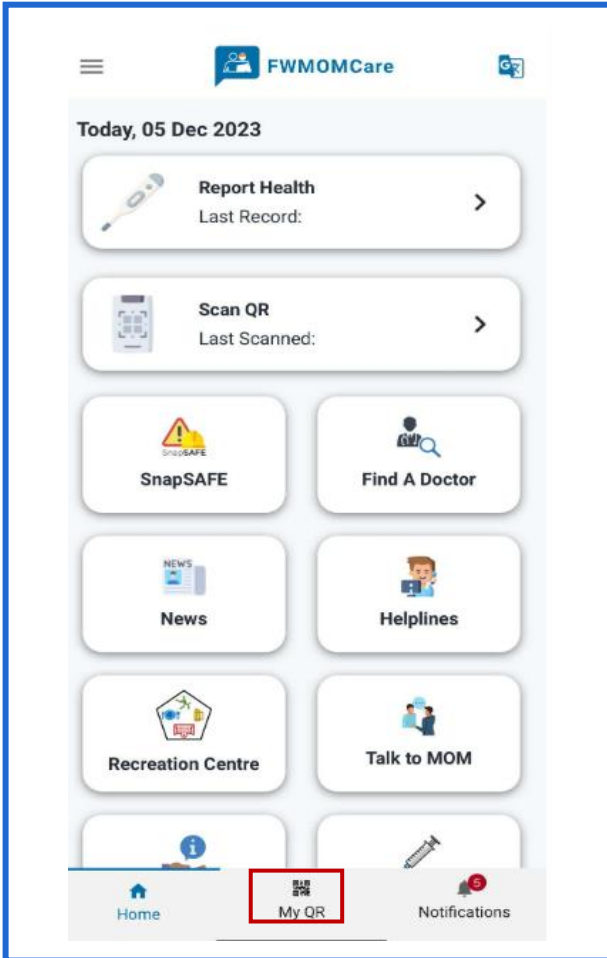 FWMOMCare
Today, 05 Dec 2023
Report Health
Last Record:
Scan QR
Last Scanned:
SnapSAFE
SnapSAFE
Find A Doctor
NEWS
News
Helplines
Recreation Centre
Talk to MOM
Home
My QR
5
Notifications